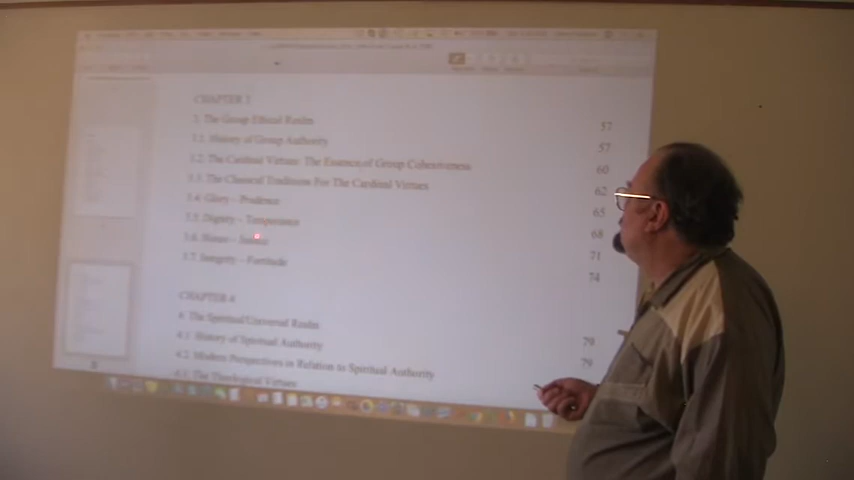 CHAPTER 3
3. The Group Ethical Realm 57
3.1. History of Group Authority 57
3.2. The Cardinal Virtues: The Essence of Group Cohesiveness 60
3.3. The Classical Traditions For The Cardinal Virtues 62
3.4. Glory – Prudence 65
3.5. Dignity – Temperance 68
3.6. Honor – Justice 71
3.7. Integrity – Fortitude 74
CHAPTER 4
4. The Spiritual/Universal Realm 79
4.1. History of Spiritual Authority 79
4.2. Modern Perspectives in Relation to Spiritual Authority
4.3. The Theological Virtues